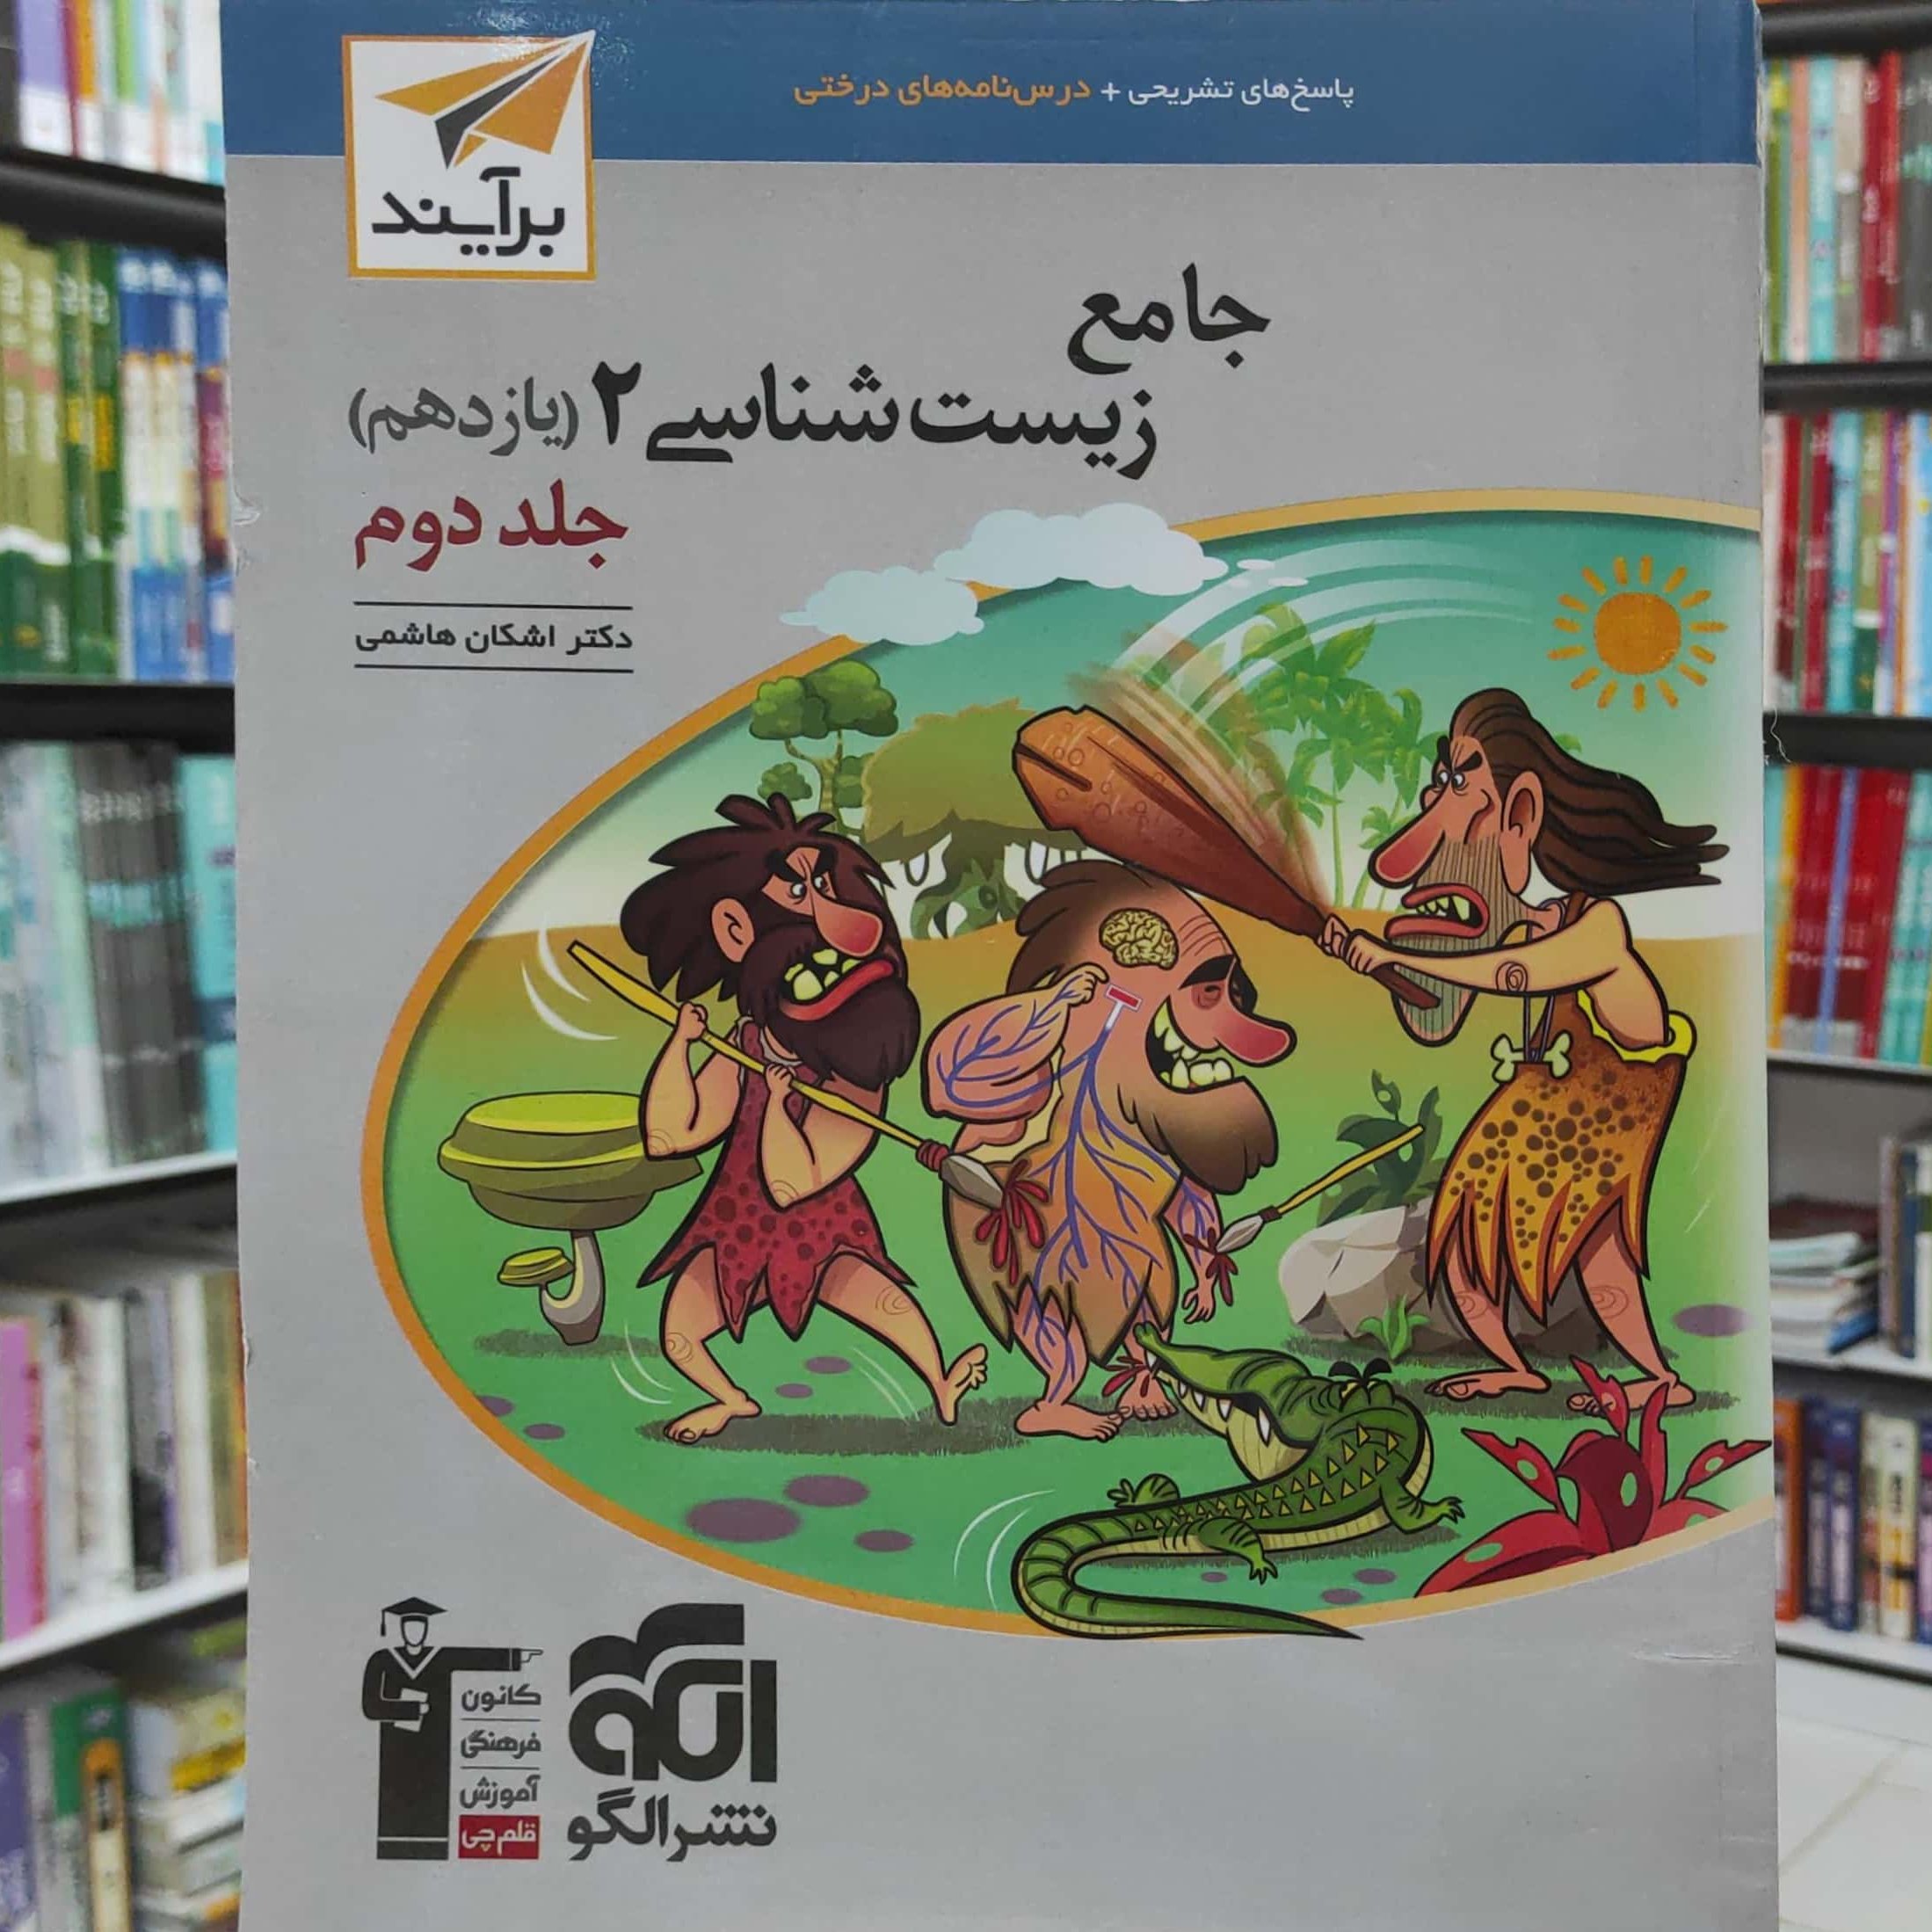 پاسخ‌های تشریحی + درس‌نامه‌های درختی
برآیند
جامع
زیست‌شناسی ۲ (یازدهم)
جلد دوم
دکتر اشکان هاشمی
الگو
نشر الگو
کانون
فرهنگی
آموزش
قلم‌چی